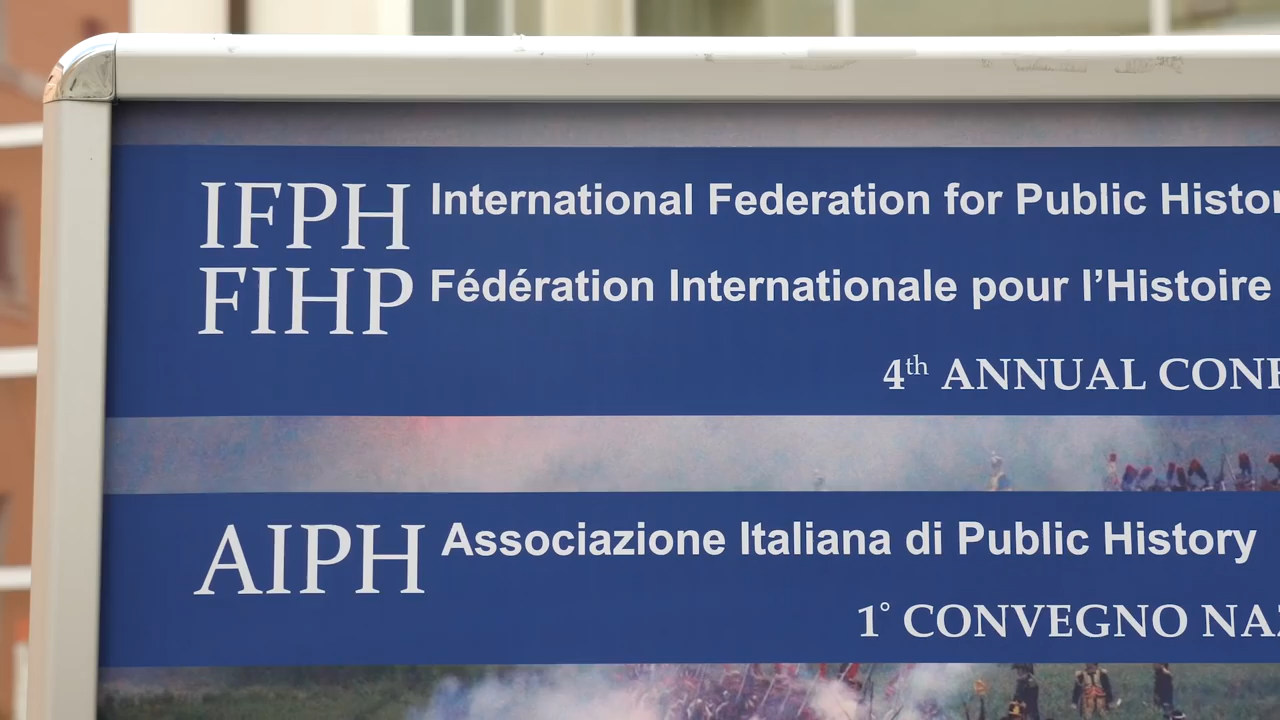 IFPH International Federation for Public Histor
FIHP Fédération Internationale pour l’Histoire
4th ANNUAL CONF
AIPH Associazione Italiana di Public History
1° CONVEGNO NAZ